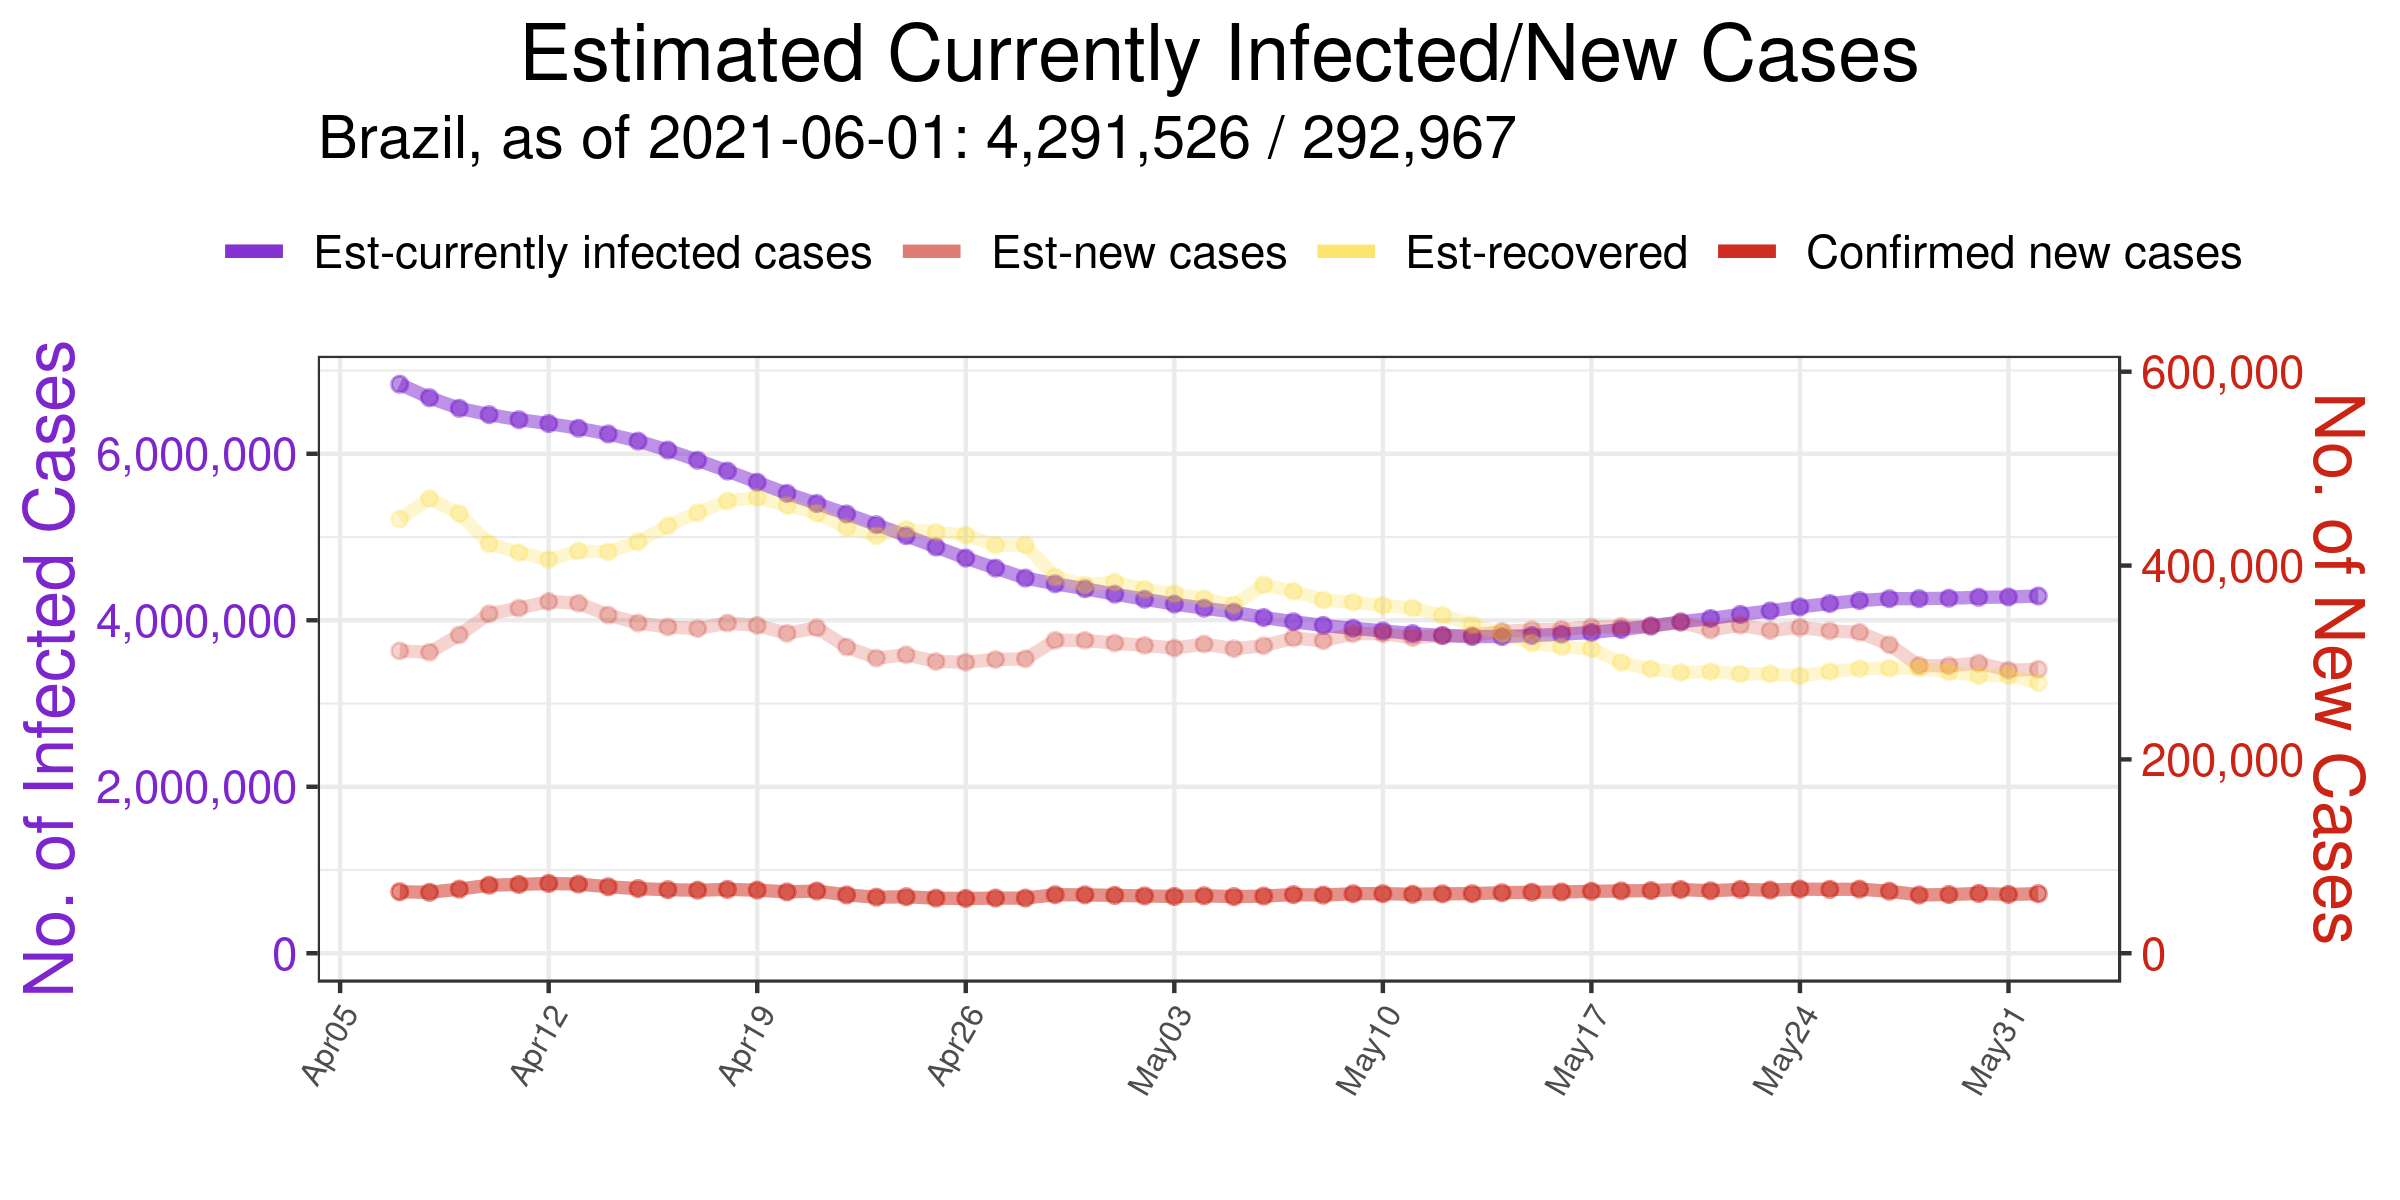 Estimated Currently Infected/New Cases
Brazil, as of 2021-06-01: 4,291,526 / 292,967
Est-currently infected cases Est-new cases Est-recovered Confirmed new cases
No. of Infected Cases
6,000,000
4,000,000
2,000,000
0
600,000
400,000
200,000
0
No. of New Cases
Apr05 Apr12 Apr19 Apr26 May03 May10 May17 May24 May31